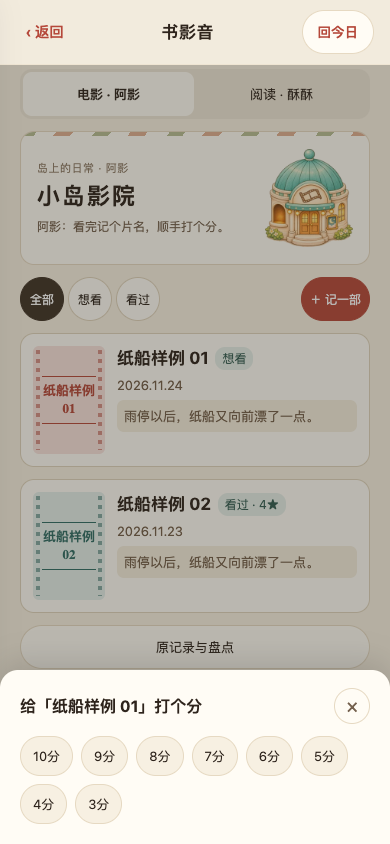 ‹ 返回
书影音
回今日
电影 · 阿影
阅读 · 酥酥
岛上的日常 · 阿影
小岛影院
阿影：看完记个片名，顺手打个分。
全部
想看
看过
+ 记一部
纸船样例
01
纸船样例 01
想看
2026.11.24
雨停以后，纸船又向前漂了一点。
纸船样例
02
纸船样例 02
看过 · 4★
2026.11.23
雨停以后，纸船又向前漂了一点。
原记录与盘点
给「纸船样例 01」打个分
×
10分
9分
8分
7分
6分
5分
4分
3分